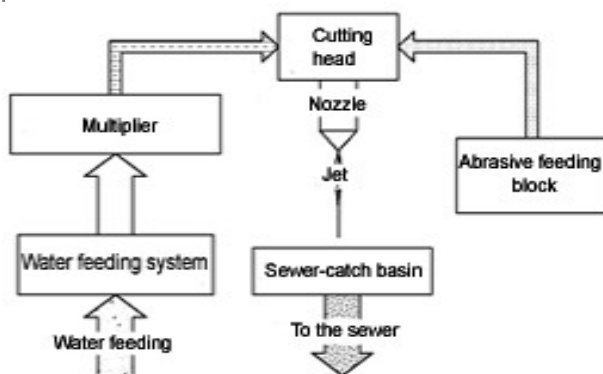 Cutting
head
Nozzle
Multiplier
Abrasive feeding
block
Jet
Water feeding system
Sewer-catch basin
To the sewer
Water feeding